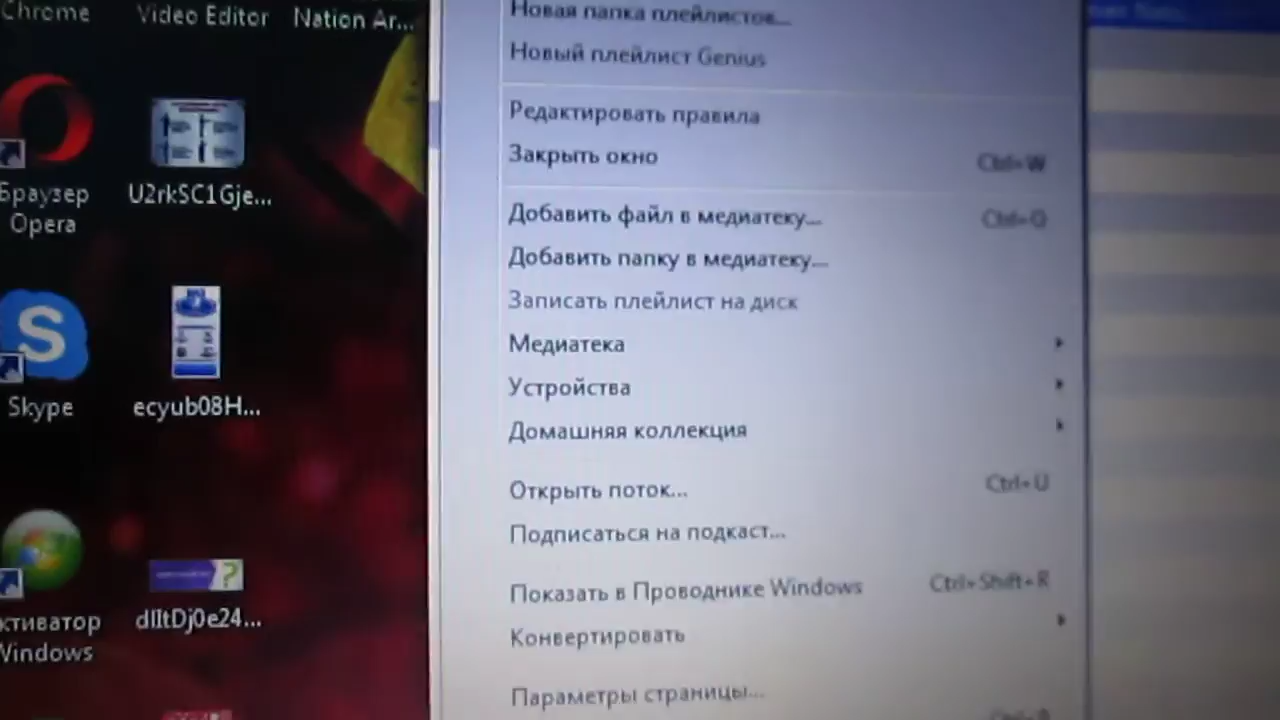 Chrome
Video Editor
Nation Ar...
Браузер
Opera
U2rkSC1Gje...
Skype
ecyub08H...
ктиватор
Windows
dlltDj0e24...
Новая папка плейлистов...
Новый плейлист Genius
Редактировать правила
Закрыть окно Ctrl+W
Добавить файл в медиатеку... Ctrl+O
Добавить папку в медиатеку...
Записать плейлист на диск
Медиатека
Устройства
Домашняя коллекция
Открыть поток... Ctrl+U
Подписаться на подкаст...
Показать в Проводнике Windows Ctrl+Shift+R
Конвертировать
Параметры страницы...